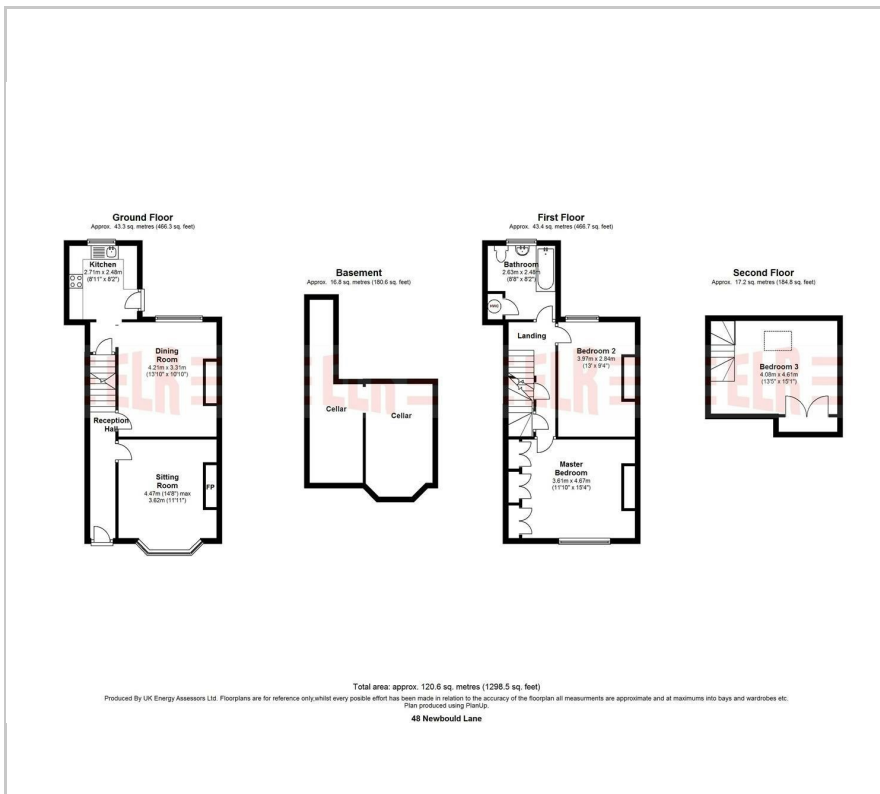 Ground Floor
Approx. 43.3 sq. metres (466.3 sq. feet)
Kitchen
2.71m x 2.48m
(8'11" x 8'2")
Dining
Room
4.21m x 3.31m
(13'10" x 10'10")
Reception
Hall
Sitting
Room
4.47m (14'8") max
3.62m (11'11")
FP
Basement
Approx. 16.8 sq. metres (180.6 sq. feet)
Cellar
Cellar
First Floor
Approx. 43.4 sq. metres (466.7 sq. feet)
Bathroom
2.63m x 2.48m
(8'8" x 8'2")
Landing
Bedroom 2
3.97m x 2.84m
(13' x 9'4")
Master
Bedroom
3.61m x 4.67m
(11'10" x 15'4")
Second Floor
Approx. 17.2 sq. metres (184.8 sq. feet)
Bedroom 3
4.08m x 4.61m
(13'5" x 15'1")
ELR
ELR
ELR
Total area: approx. 120.6 sq. metres (1298.5 sq. feet)
Produced By UK Energy Assessors Ltd. Floorplans are for reference only,whilst every posible effort has been made in relation to the accuracy of the floorplan all measurments are approximate and at maximums into bays and wardrobes etc.
Plan produced using PlanUp.
48 Newbould Lane